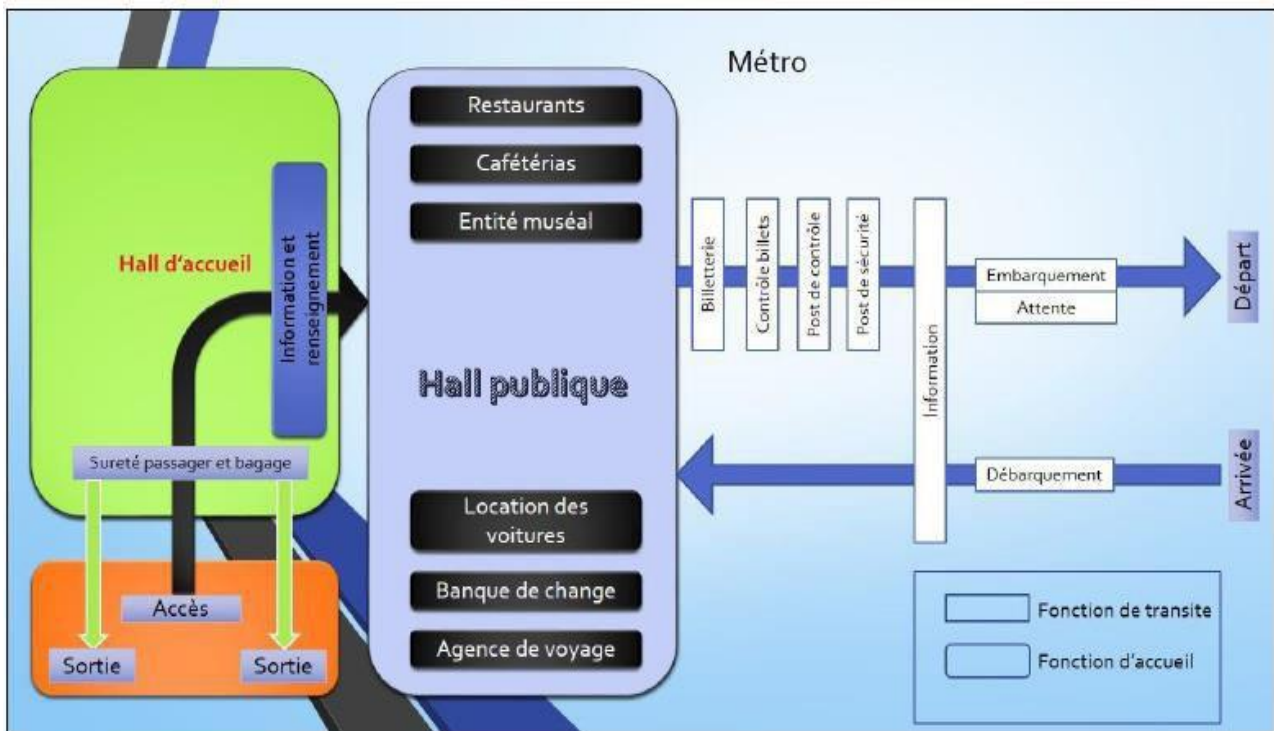 Métro
Restaurants
Cafétérias
Entité muséal
Hall d'accueil
Information et
renseignement
Hall publique
Sureté passager et bagage
Accès
Sortie
Sortie
Location des
voitures
Banque de change
Agence de voyage
Billetterie
Contrôle billets
Post de contrôle
Post de sècurité
Information
Embarquement
Attente
Départ
Débarquement
Arrivée
Fonction de transite
Fonction d'accueil